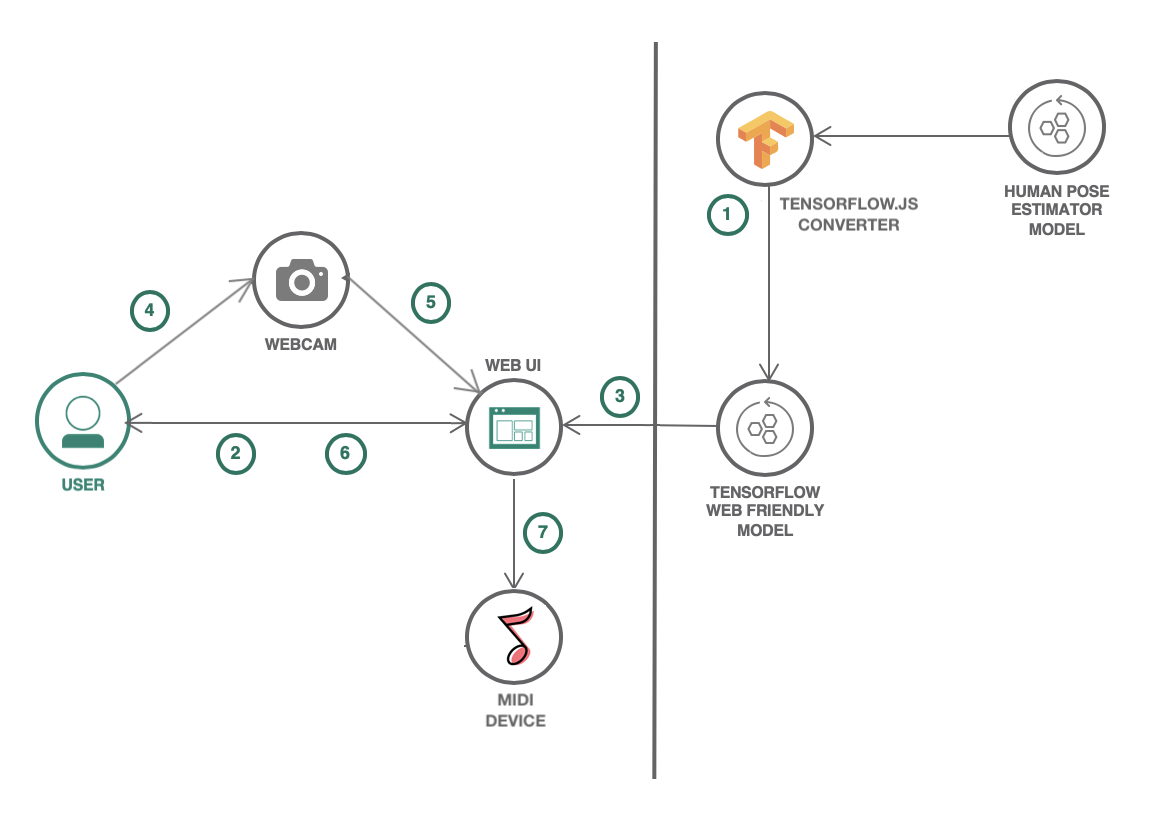 1
TENSORFLOW.JS
CONVERTER
HUMAN POSE
ESTIMATOR
MODEL
4
WEBCAM
5
WEB UI
3
USER
2
6
TENSORFLOW
WEB FRIENDLY
MODEL
7
MIDI
DEVICE